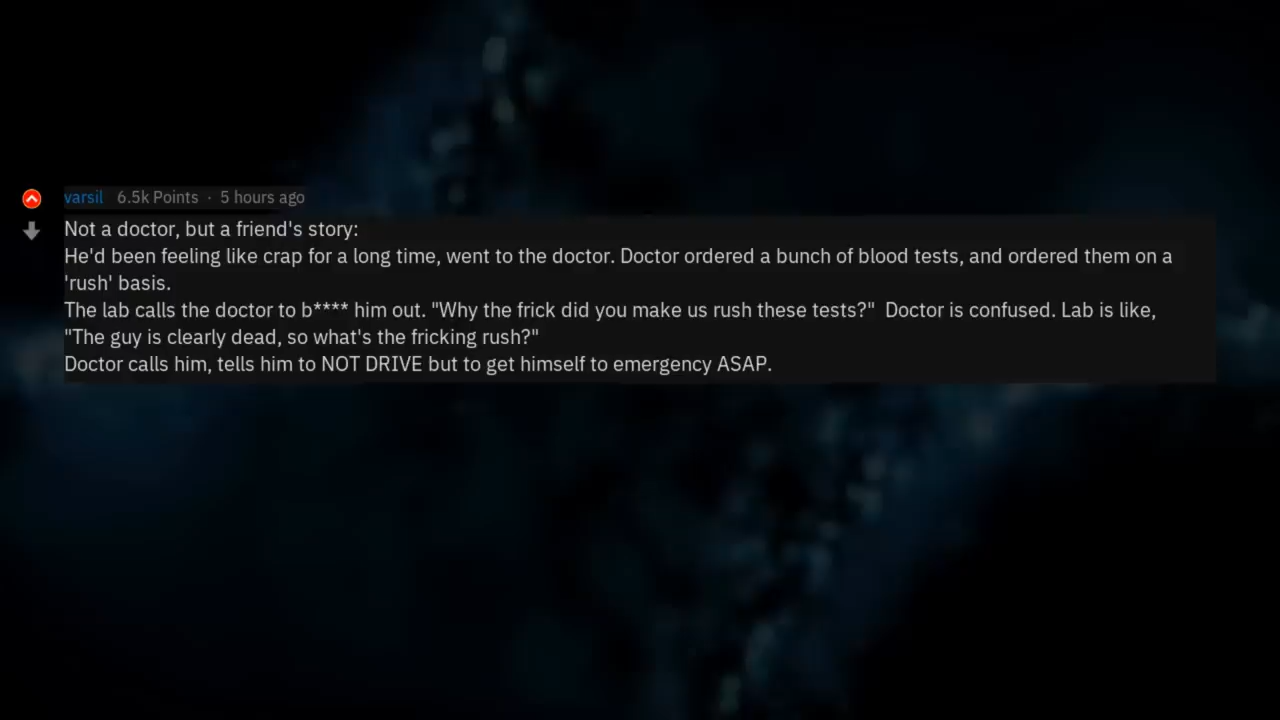 varsil 6.5k Points · 5 hours ago
Not a doctor, but a friend's story:
He'd been feeling like crap for a long time, went to the doctor. Doctor ordered a bunch of blood tests, and ordered them on a
'rush' basis.
The lab calls the doctor to b**** him out. "Why the frick did you make us rush these tests?"  Doctor is confused. Lab is like,
"The guy is clearly dead, so what's the fricking rush?"
Doctor calls him, tells him to NOT DRIVE but to get himself to emergency ASAP.